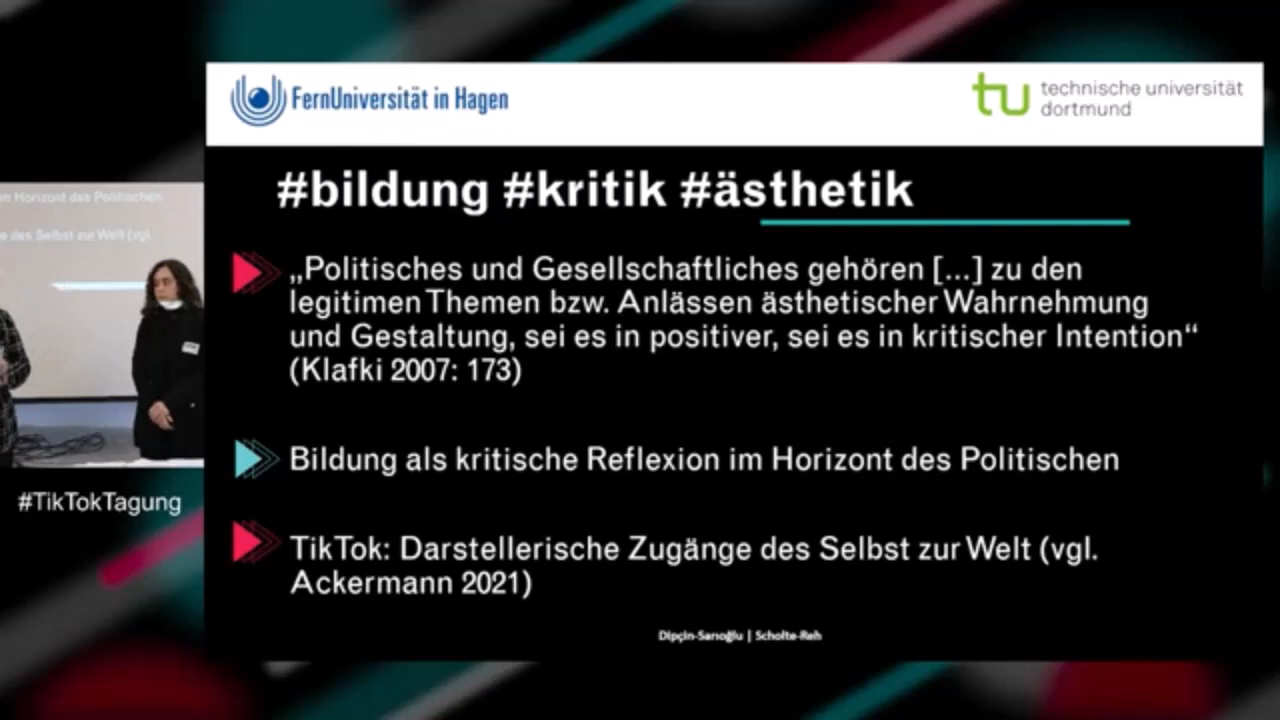 FernUniversität in Hagen
technische universität
dortmund
#bildung #kritik #ästhetik
„Politisches und Gesellschaftliches gehören [...] zu den
legitimen Themen bzw. Anlässen ästhetischer Wahrnehmung
und Gestaltung, sei es in positiver, sei es in kritischer Intention“
(Klafki 2007: 173)
Bildung als kritische Reflexion im Horizont des Politischen
TikTok: Darstellerische Zugänge des Selbst zur Welt (vgl.
Ackermann 2021)
Dipçin-Sarıoğlu | Scholte-Reh
m Horizont des Politischen
e des Selbst zur Welt (vgl.
#TikTokTagung